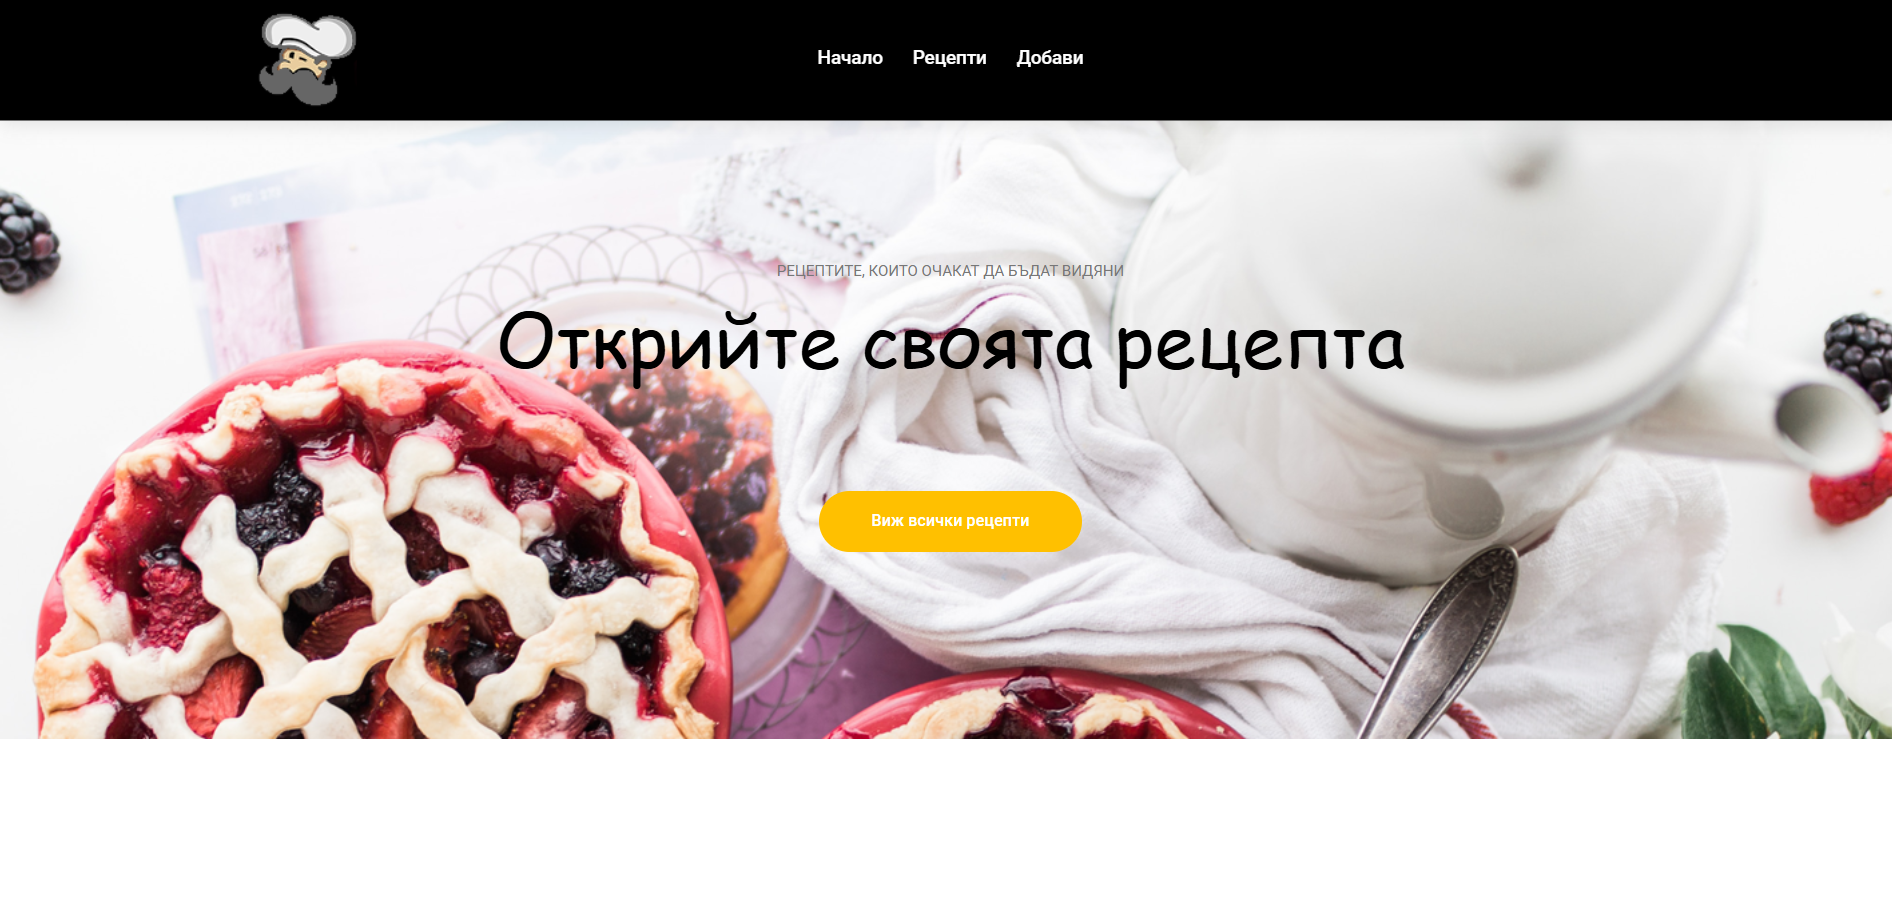 Начало Рецепти Добави
РЕЦЕПТИТЕ, КОИТО ОЧАКАТ ДА БЪДАТ ВИДЯНИ
Открийте своята рецепта
Виж всички рецепти